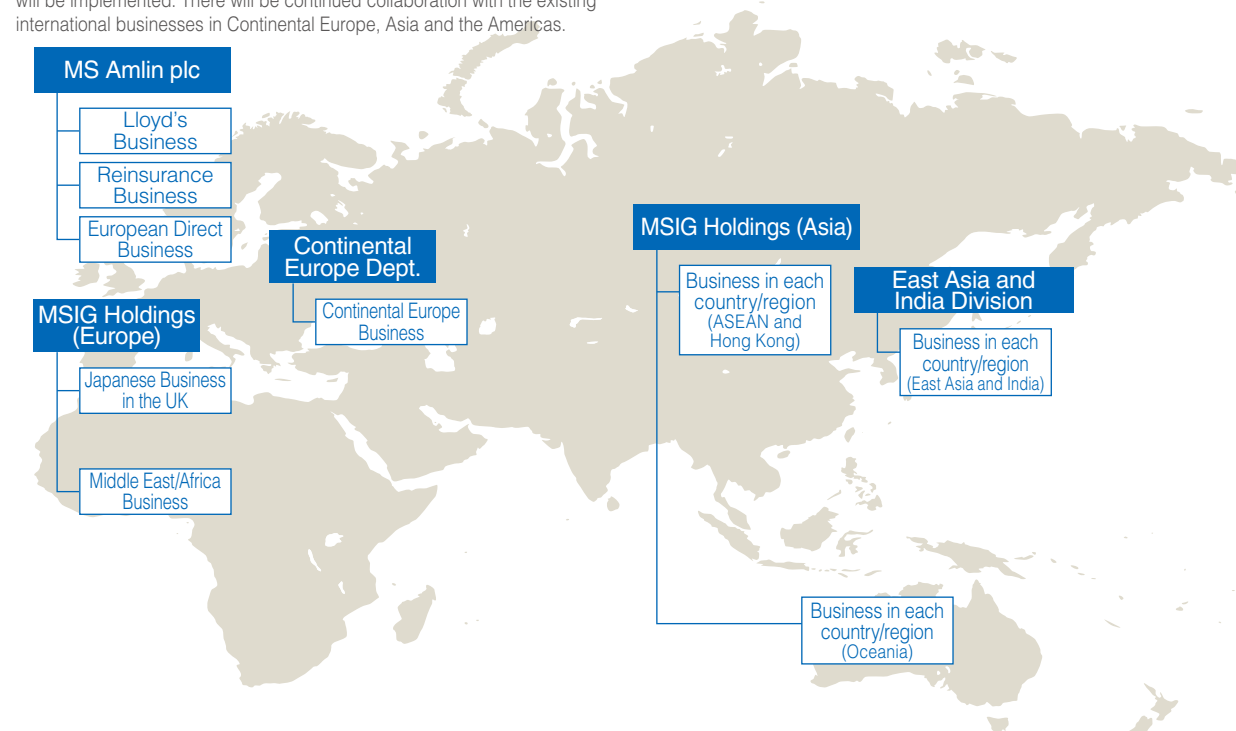 will be implemented. There will be continued collaboration with the existing
international businesses in Continental Europe, Asia and the Americas.
MS Amlin plc
Lloyd's
Business
Reinsurance
Business
European Direct
Business
MSIG Holdings
(Europe)
Japanese Business
in the UK
Middle East/Africa
Business
Continental
Europe Dept.
Continental Europe
Business
MSIG Holdings (Asia)
Business in each
country/region
(ASEAN and
Hong Kong)
Business in each
country/region
(Oceania)
East Asia and
India Division
Business in each
country/region
(East Asia and India)